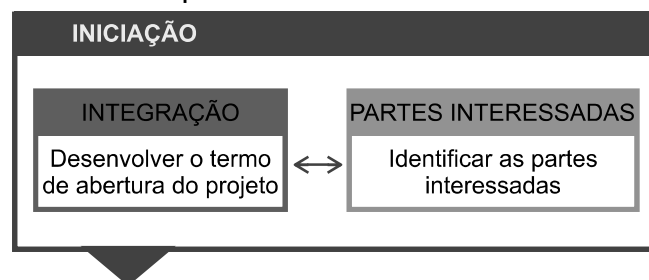 INICIAÇÃO
INTEGRAÇÃO
Desenvolver o termo
de abertura do projeto
PARTES INTERESSADAS
Identificar as partes
interessadas